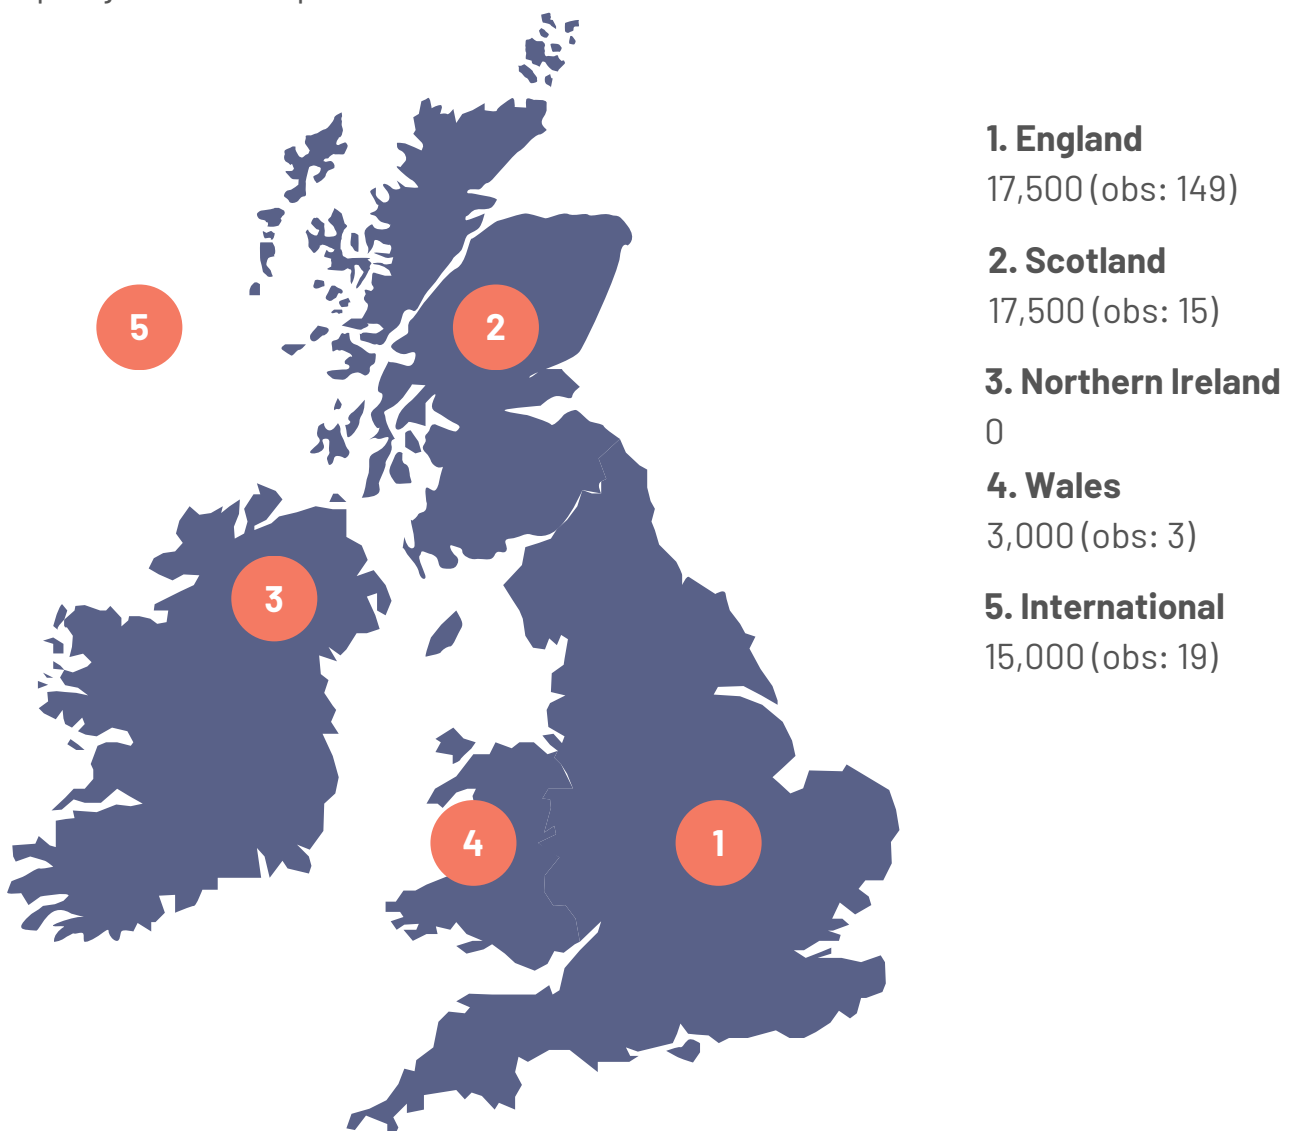 1. England
17,500 (obs: 149)
2. Scotland
17,500 (obs: 15)
3. Northern Ireland
0
4. Wales
3,000 (obs: 3)
5. International
15,000 (obs: 19)
5
2
3
4
1